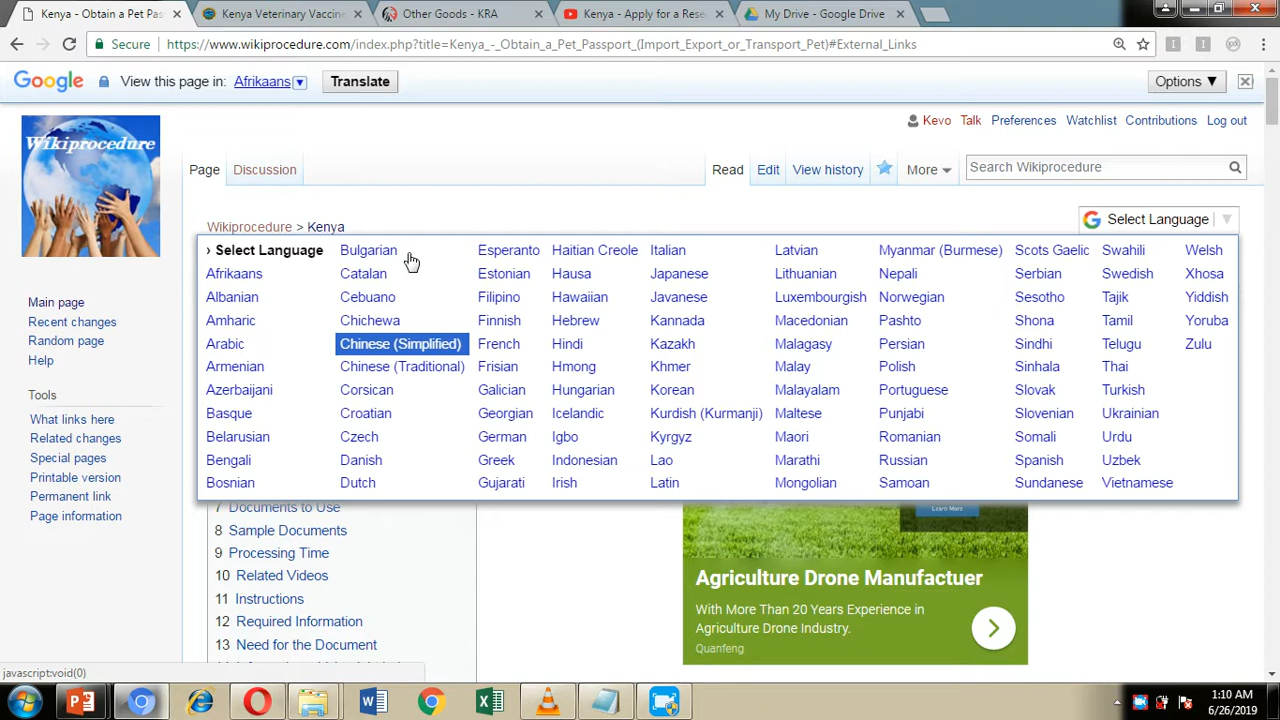 Kenya - Obtain a Pet Pass
Kenya Veterinary Vaccine
Other Goods - KRA
Kenya - Apply for a Rese
My Drive - Google Drive
Secure
https://www.wikiprocedure.com/index.php?title=Kenya_-_Obtain_a_Pet_Passport_(Import_Export_or_Transport_Pet)#External_Links
Google View this page in: Afrikaans Translate Options ▼
Wikiprocedure
Kevo Talk Preferences Watchlist Contributions Log out
Page Discussion Read Edit View history More Search Wikiprocedure
Wikiprocedure > Kenya
G Select Language ▼
› Select Language Bulgarian Esperanto Haitian Creole Italian Latvian Myanmar (Burmese) Scots Gaelic Swahili Welsh
Afrikaans Catalan Estonian Hausa Japanese Lithuanian Nepali Serbian Swedish Xhosa
Albanian Cebuano Filipino Hawaiian Javanese Luxembourgish Norwegian Sesotho Tajik Yiddish
Amharic Chichewa Finnish Hebrew Kannada Macedonian Pashto Shona Tamil Yoruba
Arabic Chinese (Simplified) French Hindi Kazakh Malagasy Persian Sindhi Telugu Zulu
Armenian Chinese (Traditional) Frisian Hmong Khmer Malay Polish Sinhala Thai
Azerbaijani Corsican Galician Hungarian Korean Malayalam Portuguese Slovak Turkish
Basque Croatian Georgian Icelandic Kurdish (Kurmanji) Maltese Punjabi Slovenian Ukrainian
Belarusian Czech German Igbo Kyrgyz Maori Romanian Somali Urdu
Bengali Danish Greek Indonesian Lao Marathi Russian Spanish Uzbek
Bosnian Dutch Gujarati Irish Latin Mongolian Samoan Sundanese Vietnamese
Main page
Recent changes
Random page
Help
Tools
What links here
Related changes
Special pages
Printable version
Permanent link
Page information
7 Documents to Use
8 Sample Documents
9 Processing Time
10 Related Videos
11 Instructions
12 Required Information
13 Need for the Document
Learn More
Agriculture Drone Manufactuer
With More Than 20 Years Experience in
Agriculture Drone Industry.
Quanfeng
javascript:void(0)
1:10 AM
6/26/2019